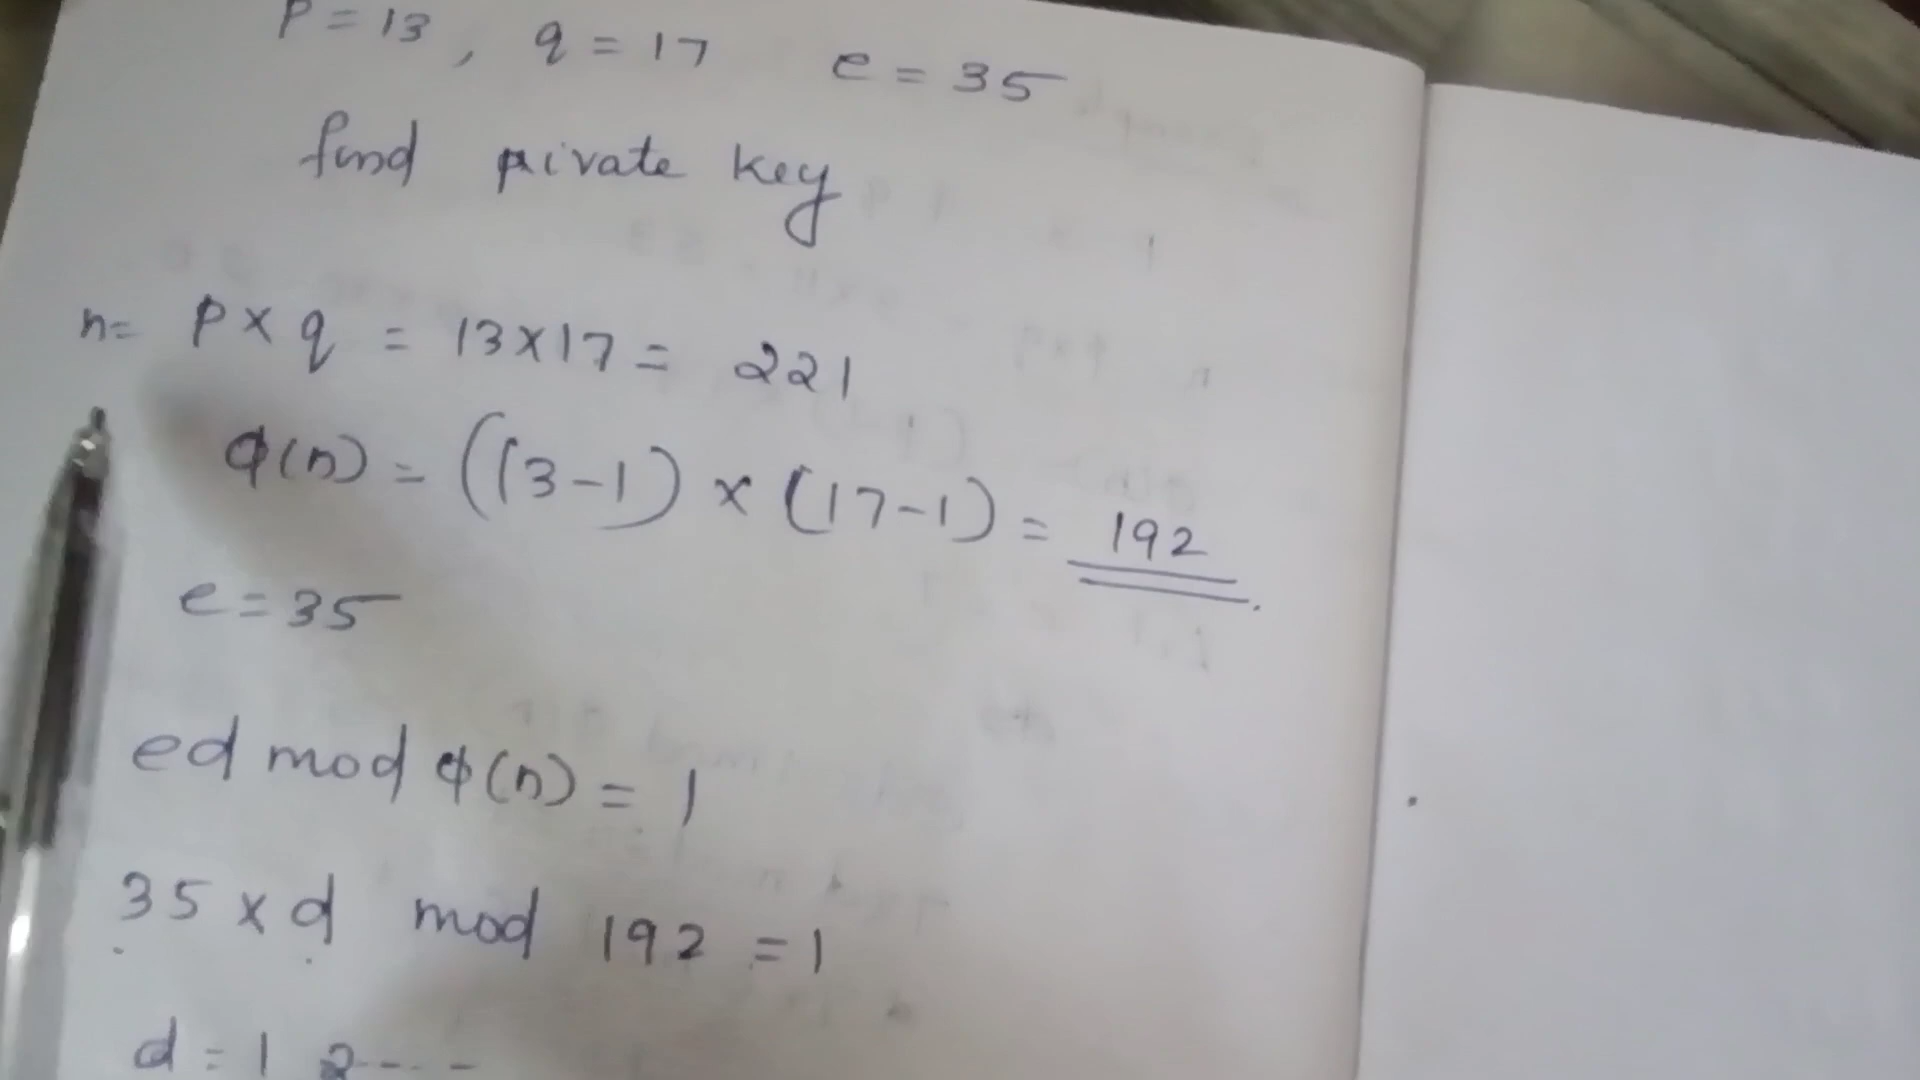 P = 13, q = 17 e = 35
find private key
n = p × q = 13 × 17 = 221
ϕ(n) = (13-1) × (17-1) = 192.
e = 35
ed mod ϕ(n) = 1
35 × d mod 192 = 1
d = 1 2 ----